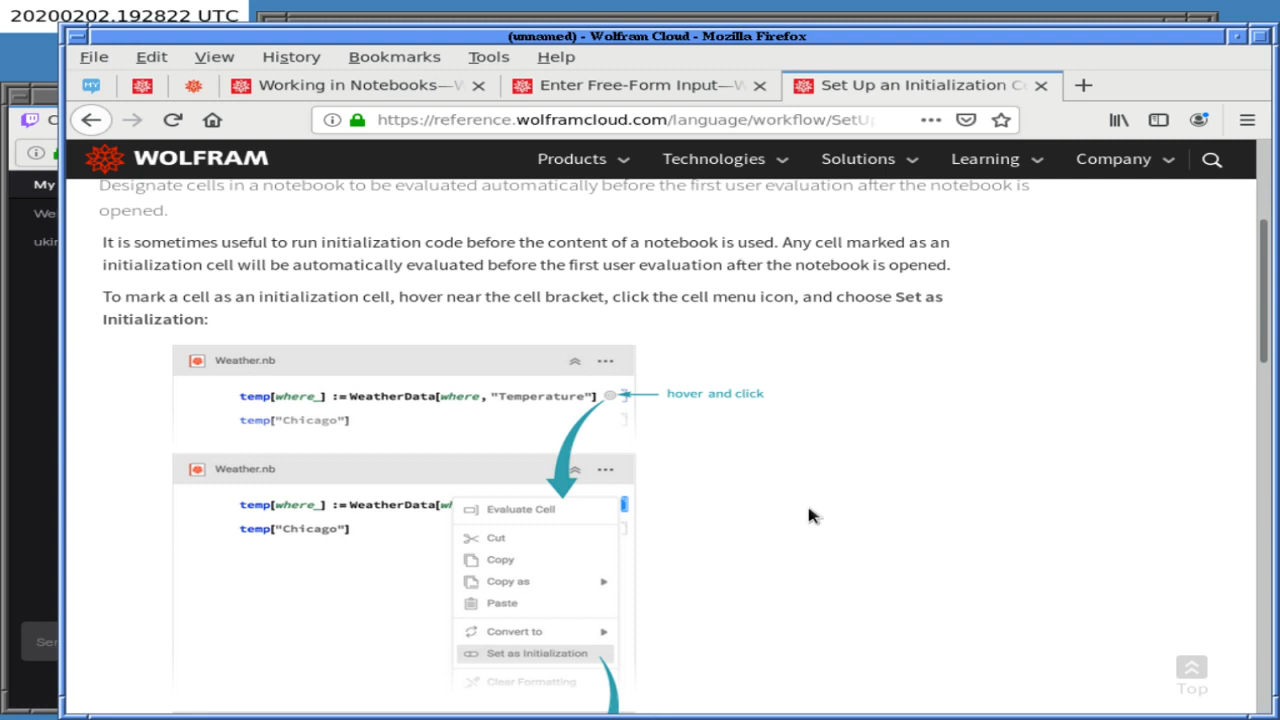 20200202.192822 UTC
(unnamed) - Wolfram Cloud - Mozilla Firefox
File Edit View History Bookmarks Tools Help
MY Working in Notebooks—W Enter Free-Form Input—W Set Up an Initialization C
https://reference.wolframcloud.com/language/workflow/SetUp
WOLFRAM Products Technologies Solutions Learning Company
My
We
ukin
Sen
Designate cells in a notebook to be evaluated automatically before the first user evaluation after the notebook is
opened.
It is sometimes useful to run initialization code before the content of a notebook is used. Any cell marked as an
initialization cell will be automatically evaluated before the first user evaluation after the notebook is opened.
To mark a cell as an initialization cell, hover near the cell bracket, click the cell menu icon, and choose Set as
Initialization:
Weather.nb
temp[where_] := WeatherData[where, "Temperature"]
hover and click
temp["Chicago"]
Weather.nb
temp[where_] := WeatherData[wh
temp["Chicago"]
Evaluate Cell
Cut
Copy
Copy as
Paste
Convert to
Set as Initialization
Clear Formatting
Top